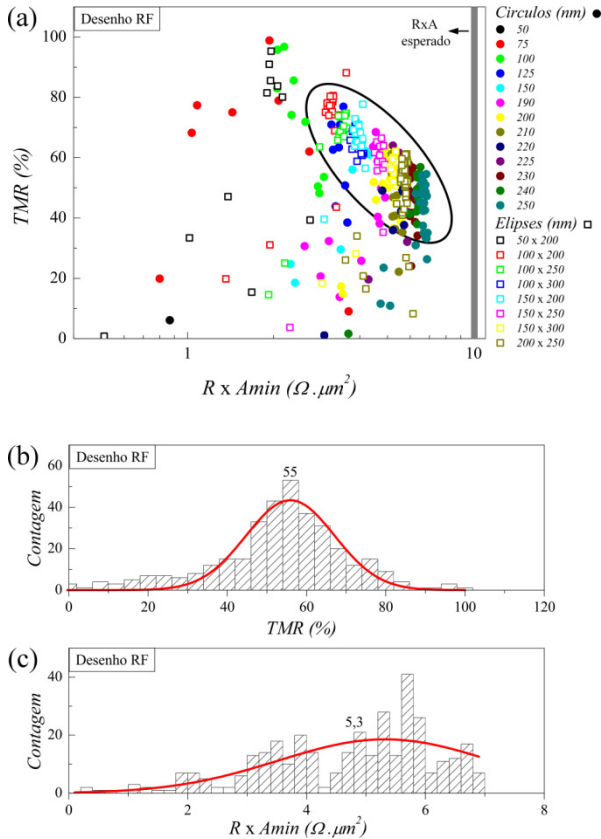 (a)
Desenho RF
RxA
esperado
TMR (%)
100
80
60
40
20
0
1
10
R x Amin (Ω .μm²)
Circulos (nm)
50
75
100
125
150
190
200
210
220
225
230
240
250
Elipses (nm)
50 x 200
100 x 200
100 x 250
100 x 300
150 x 200
150 x 250
150 x 300
200 x 250
(b)
Desenho RF
55
Contagem
60
40
20
0
0 20 40 60 80 100 120
TMR (%)
(c)
Desenho RF
5,3
Contagem
40
20
0
0 2 4 6 8
R x Amin (Ω .μm²)